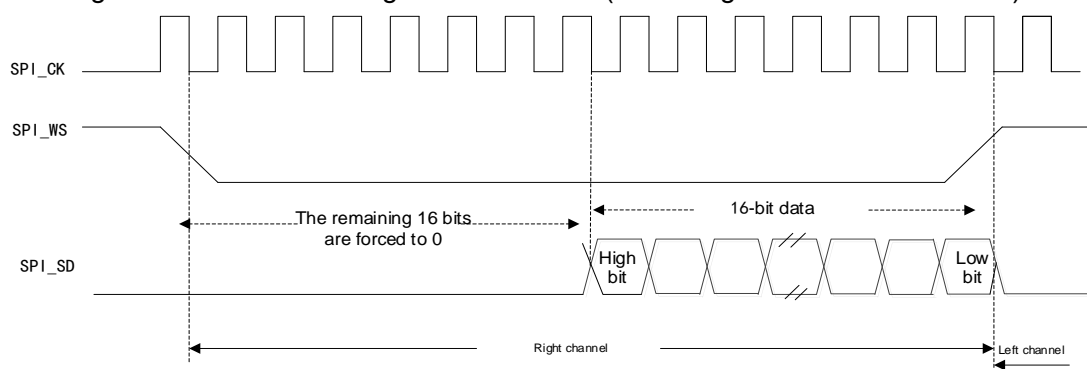 SPI_CK
SPI_WS
The remaining 16 bits
are forced to 0
16-bit data
SPI_SD
High
bit
Low
bit
Right channel
Left channel